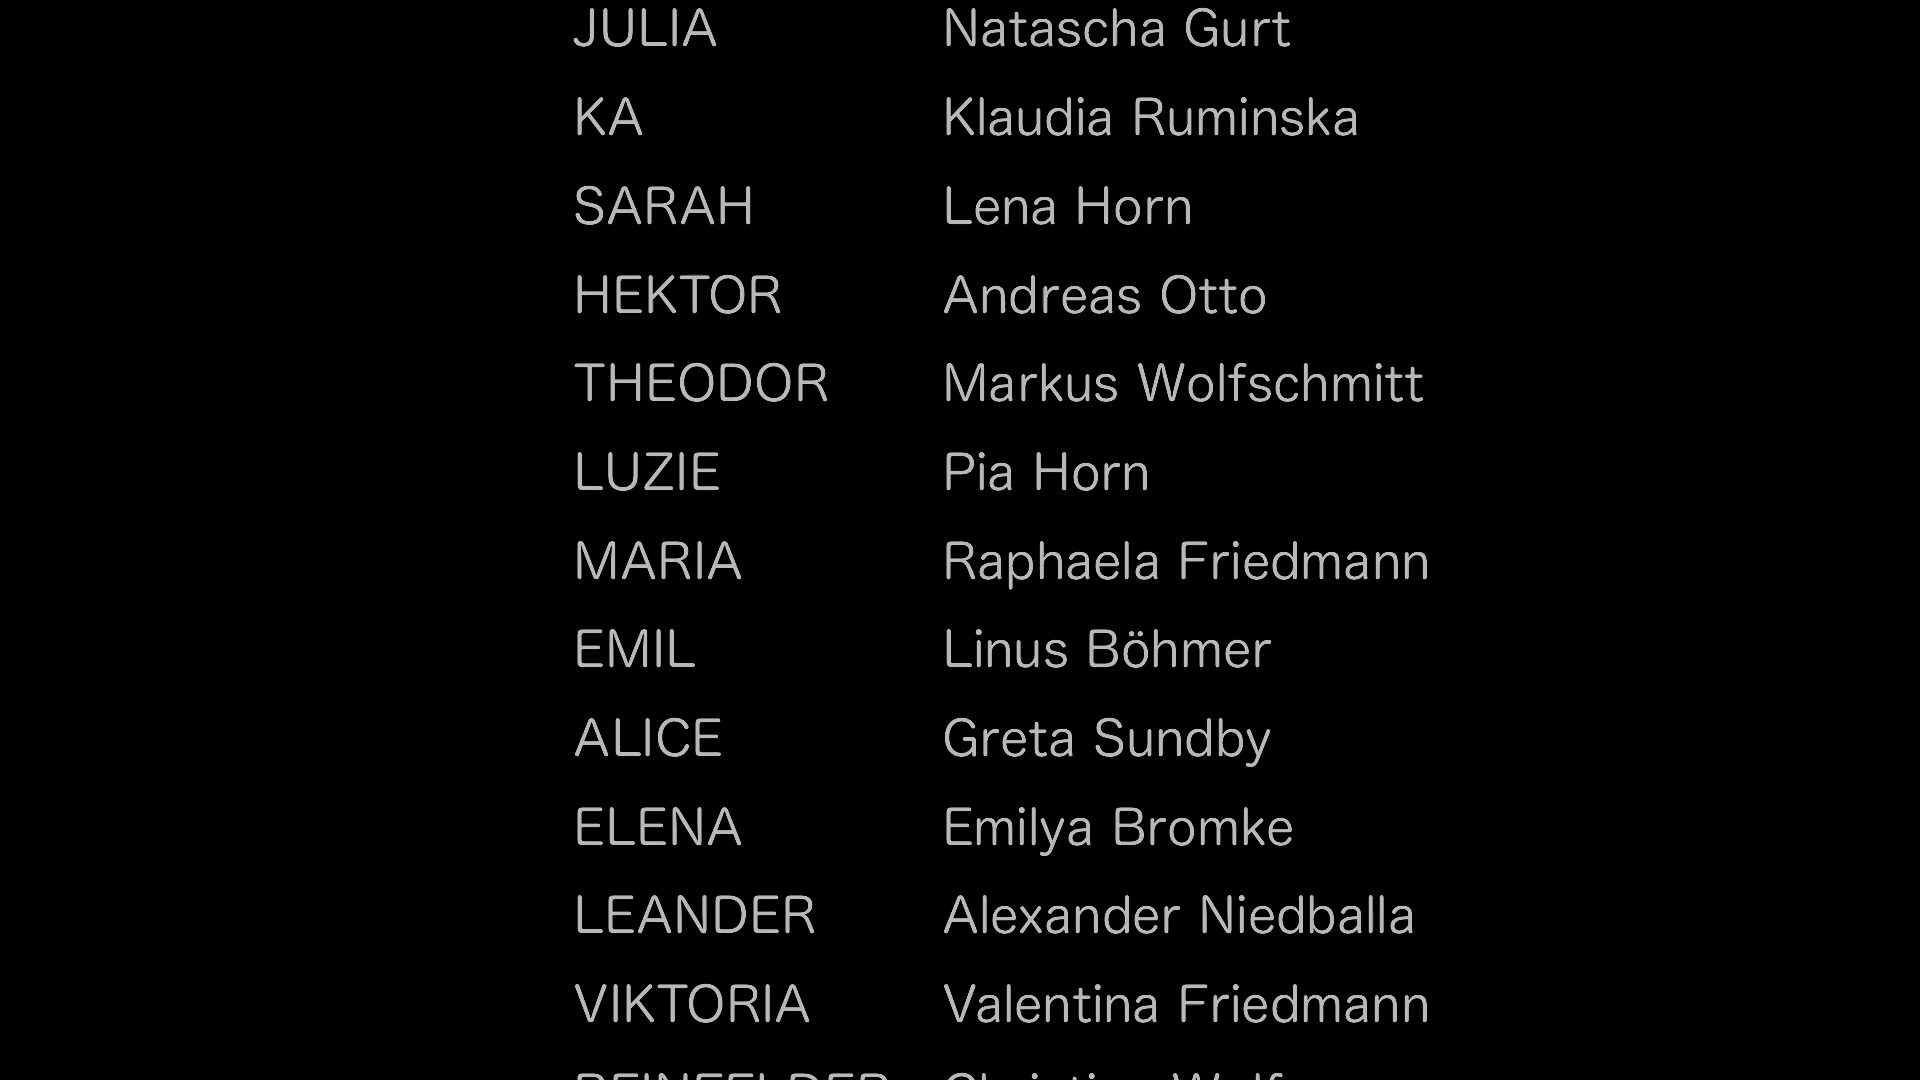 JULIA Natascha Gurt
KA Klaudia Ruminska
SARAH Lena Horn
HEKTOR Andreas Otto
THEODOR Markus Wolfschmitt
LUZIE Pia Horn
MARIA Raphaela Friedmann
EMIL Linus Böhmer
ALICE Greta Sundby
ELENA Emilya Bromke
LEANDER Alexander Niedballa
VIKTORIA Valentina Friedmann